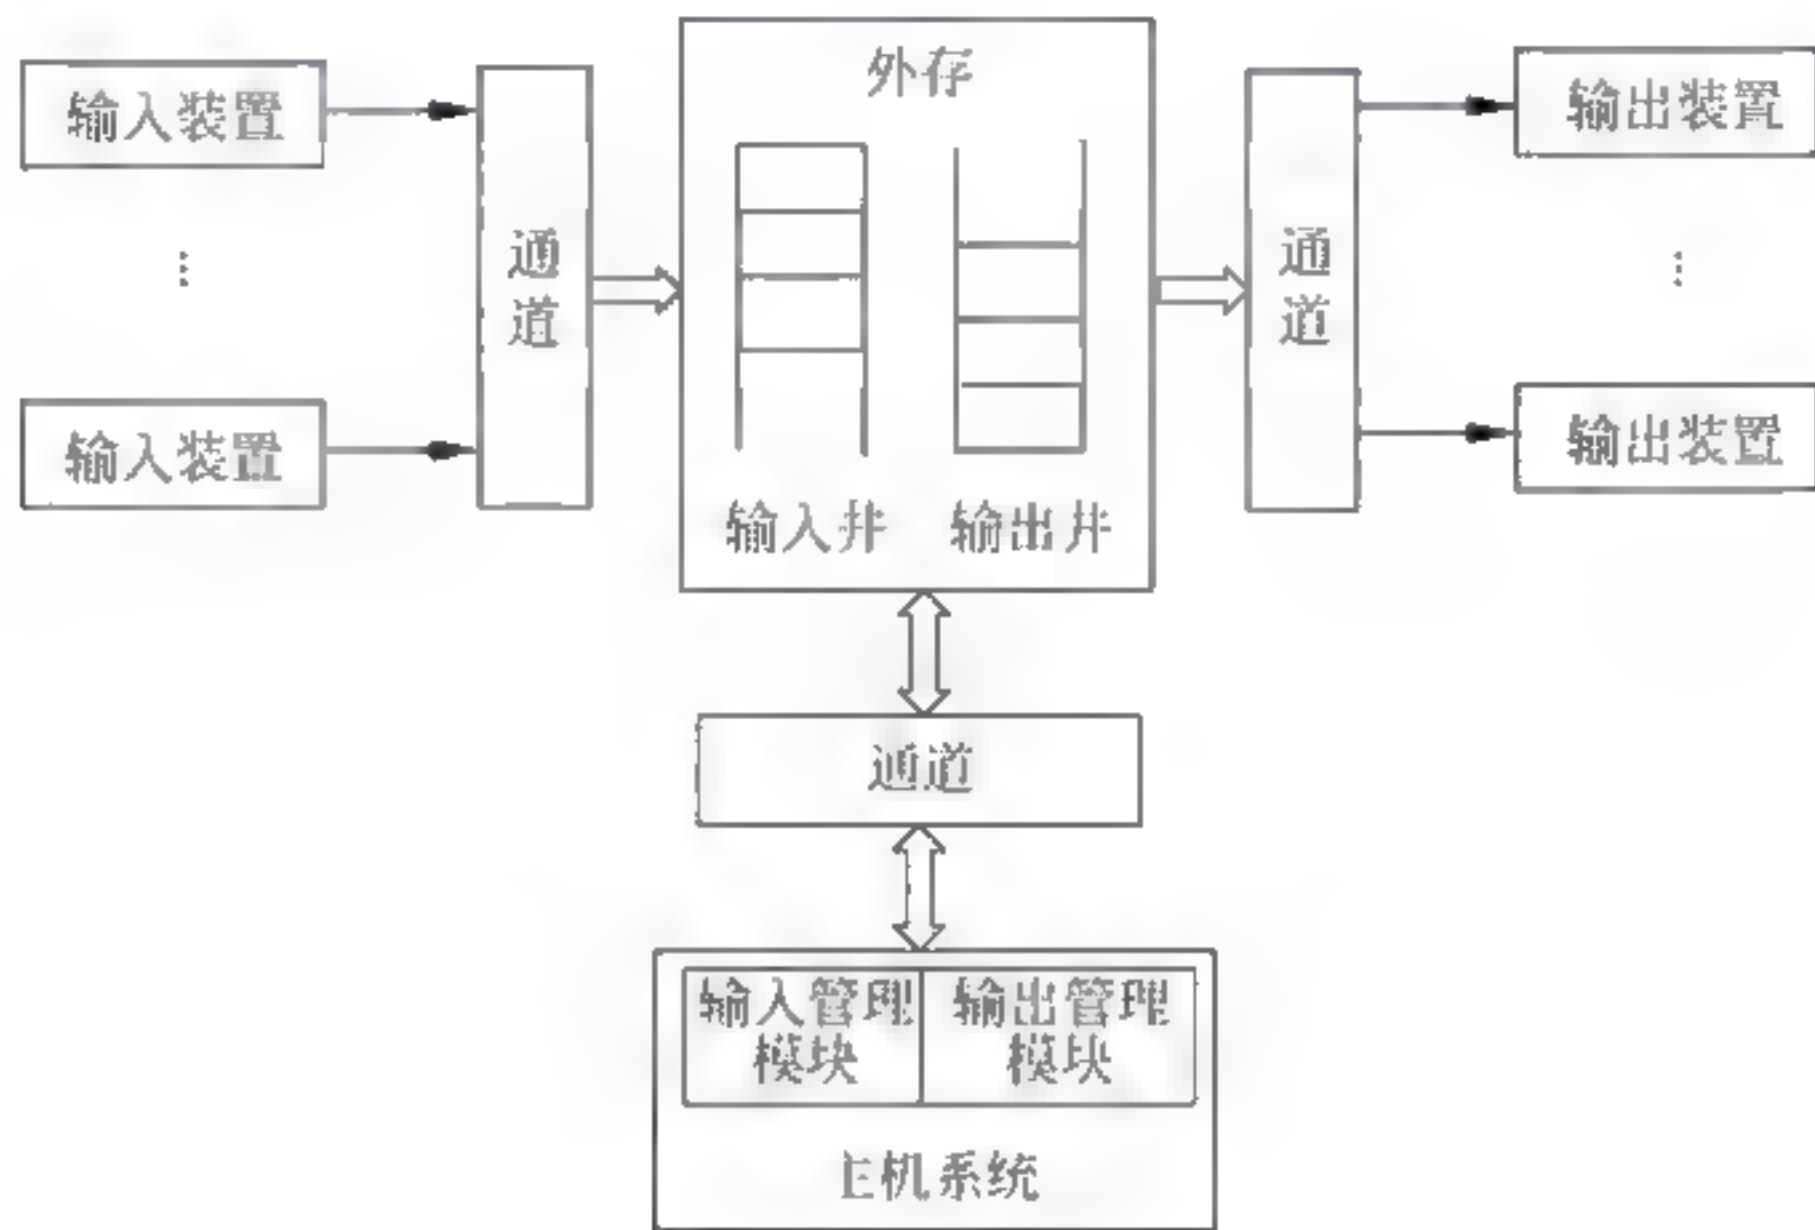 外存
输入装置
输出装置
通
道
通
道
⋮
⋮
输入装置
输出装置
输入井
输出井
通道
输入管理
模块
输出管理
模块
主机系统